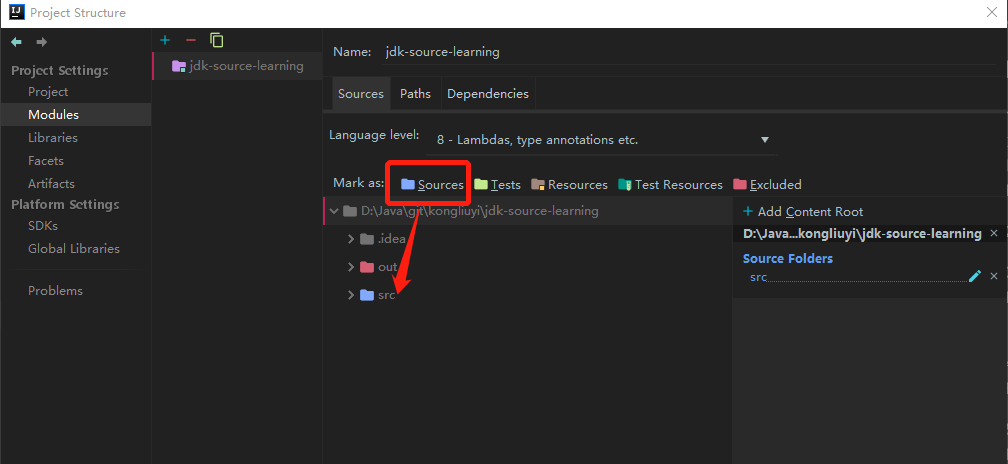 Project Structure
Project Settings
Project
Modules
Libraries
Facets
Artifacts
Platform Settings
SDKs
Global Libraries
Problems
jdk-source-learning
Name: jdk-source-learning
Sources Paths Dependencies
Language level: 8 - Lambdas, type annotations etc.
Mark as: Sources Tests Resources Test Resources Excluded
D:\Java\git\kongliuyi\jdk-source-learning
.idea
out
src
+ Add Content Root
D:\Java...kongliuyi\jdk-source-learning
Source Folders
src